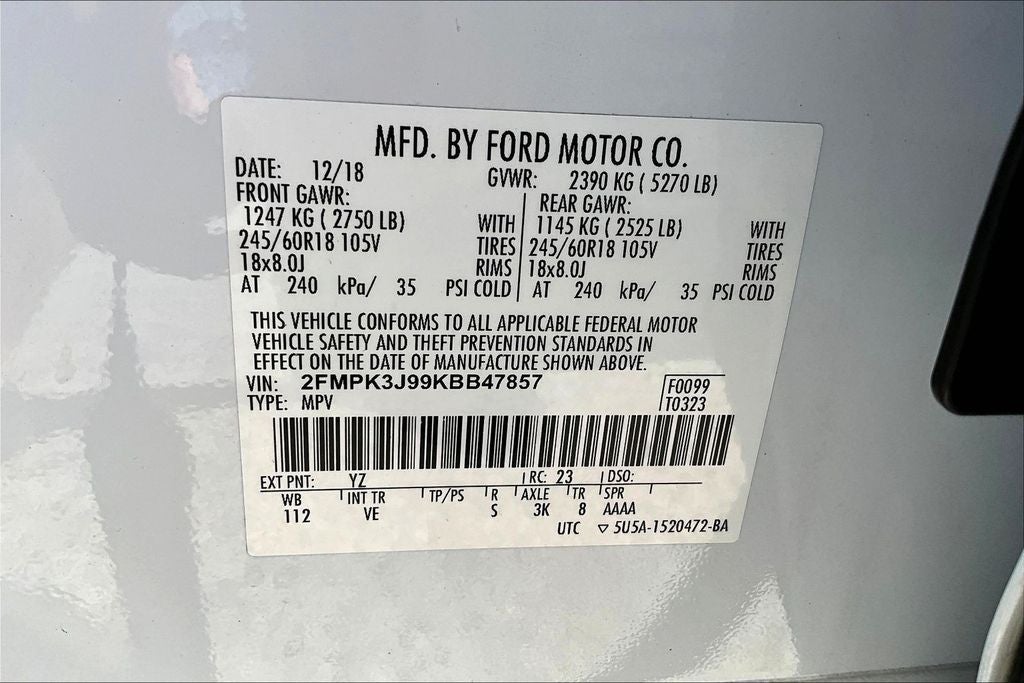 MFD. BY FORD MOTOR CO.
DATE: 12/18 GVWR: 2390 KG ( 5270 LB)
FRONT GAWR: REAR GAWR:
1247 KG ( 2750 LB) WITH 1145 KG ( 2525 LB) WITH
245/60R18 105V TIRES 245/60R18 105V TIRES
18x8.0J RIMS 18x8.0J RIMS
AT 240 kPa/ 35 PSI COLD AT 240 kPa/ 35 PSI COLD
THIS VEHICLE CONFORMS TO ALL APPLICABLE FEDERAL MOTOR
VEHICLE SAFETY AND THEFT PREVENTION STANDARDS IN
EFFECT ON THE DATE OF MANUFACTURE SHOWN ABOVE.
VIN: 2FMPK3J99KBB47857 F0099
TYPE: MPV T0323
EXT PNT: YZ RC: 23 DSO:
WB INT TR TP/PS R AXLE TR SPR
112 VE S 3K 8 AAAA
UTC ▽ 5U5A-1520472-BA